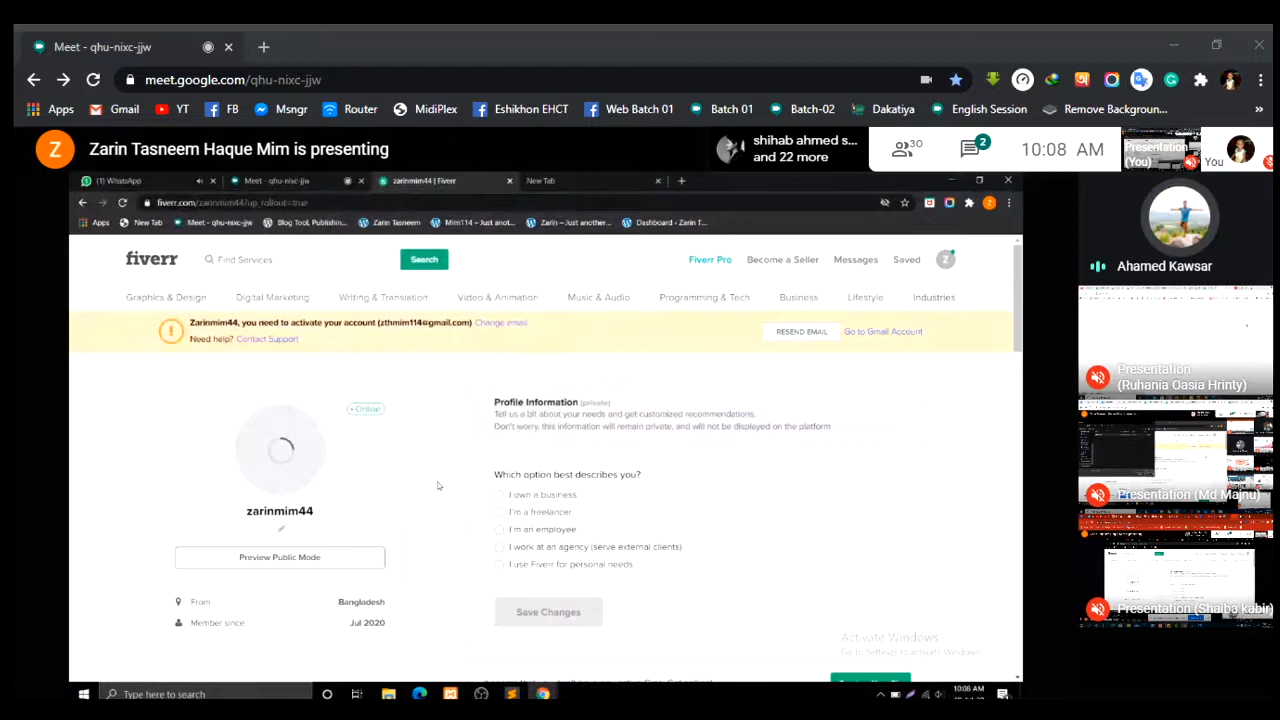 Meet - qhu-nixc-jjw
meet.google.com/qhu-nixc-jjw
Apps Gmail YT FB Msngr Router MidiPlex Eshikhon EHCT Web Batch 01 Batch 01 Batch-02 Dakatiya English Session Remove Backgroun... »
Z Zarin Tasneem Haque Mim is presenting
shihab ahmed s...
and 22 more
30
2
10:08 AM
Presentation
(You)
You
(1) WhatsApp Meet - qhu-nixc-jjw zarinmim44 | Fiverr New Tab
fiverr.com/zarinmim44?up_rollout=true
Apps New Tab Meet - qhu-nixc-jjw Blog Tool, Publishin... Zarin Tasneem Mim114 – Just anot... Zarin – Just another... Dashboard ‹ Zarin T...
fiverr Find Services Search Fiverr Pro Become a Seller Messages Saved Z
Graphics & Design Digital Marketing Writing & Translation Video & Animation Music & Audio Programming & Tech Business Lifestyle Industries
Zarinmim44, you need to activate your account (zthmim114@gmail.com) Change email
Need help? Contact Support
RESEND EMAIL Go to Gmail Account
Online
zarinmim44
Preview Public Mode
From Bangladesh
Member since Jul 2020
Profile Information (private)
Tell us a bit about your needs and get customized recommendations.
Don't worry, this information will remain private, and will not be displayed on the platform
Which option best describes you?
I own a business
I'm a freelancer
I'm an employee
I work at an agency (serve external clients)
I use Fiverr for personal needs
Save Changes
Activate Windows
Go to Settings to activate Windows.
Type here to search
10:08 AM
Ahamed Kawsar
Presentation
(Ruhania Oasia Hrinty)
Presentation (Md Majnu)
Presentation (Shaiba kabir)